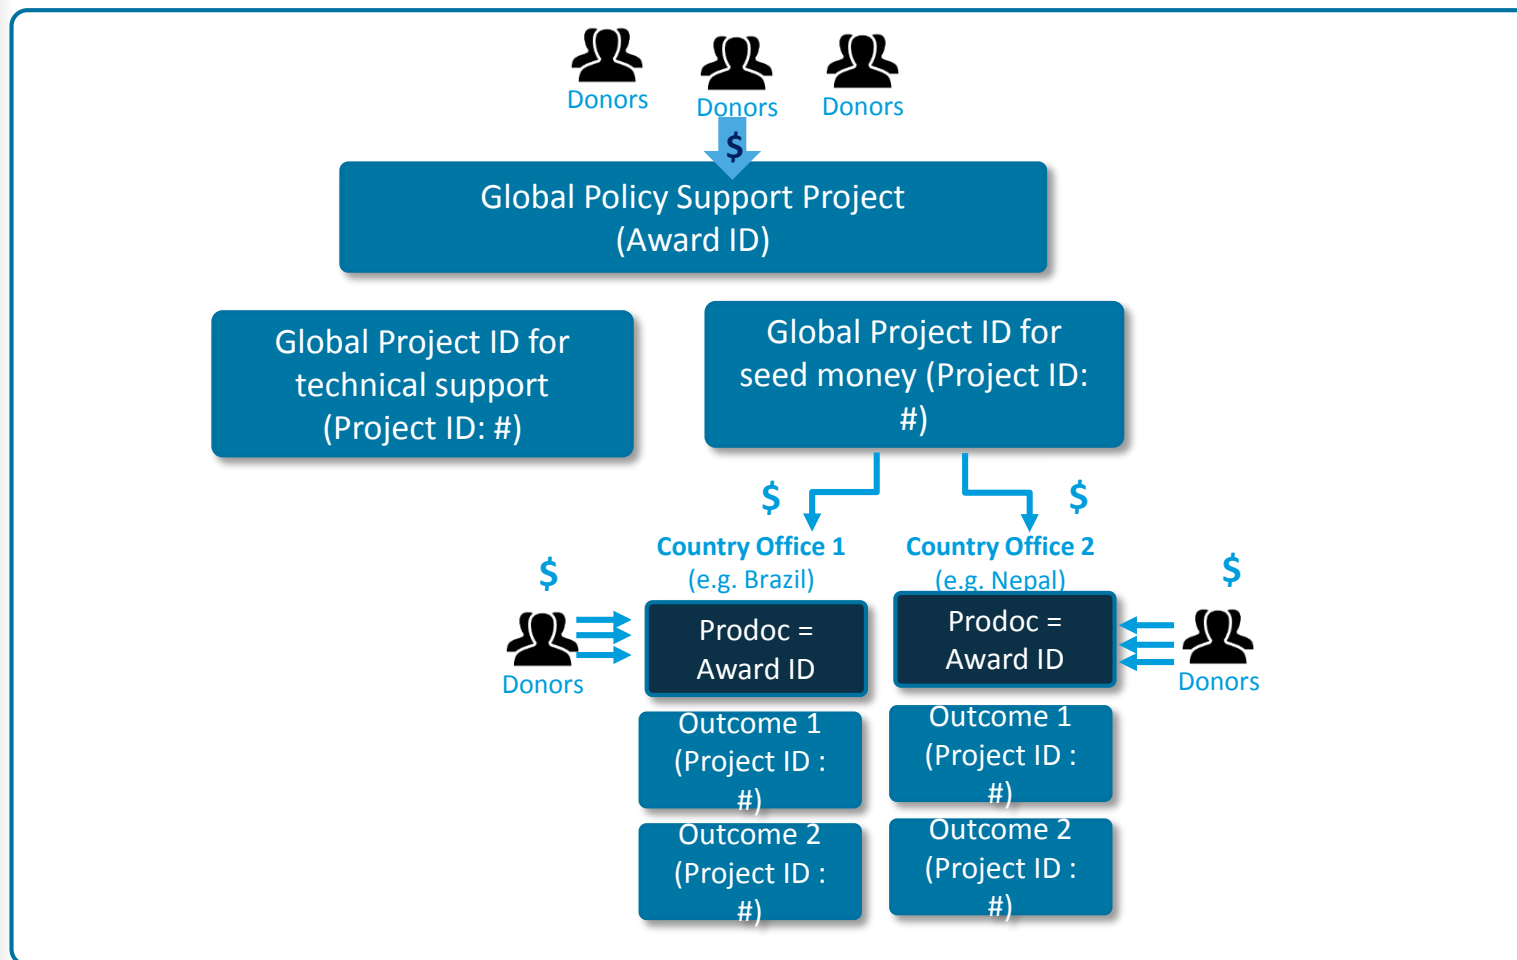 Donors
Donors
Donors
$
Global Policy Support Project
(Award ID)
Global Project ID for
technical support
(Project ID: #)
Global Project ID for
seed money (Project ID:
#)
$
$
Country Office 1
(e.g. Brazil)
Country Office 2
(e.g. Nepal)
$
Donors
Prodoc =
Award ID
Prodoc =
Award ID
$
Donors
Outcome 1
(Project ID :
#)
Outcome 1
(Project ID :
#)
Outcome 2
(Project ID :
#)
Outcome 2
(Project ID :
#)